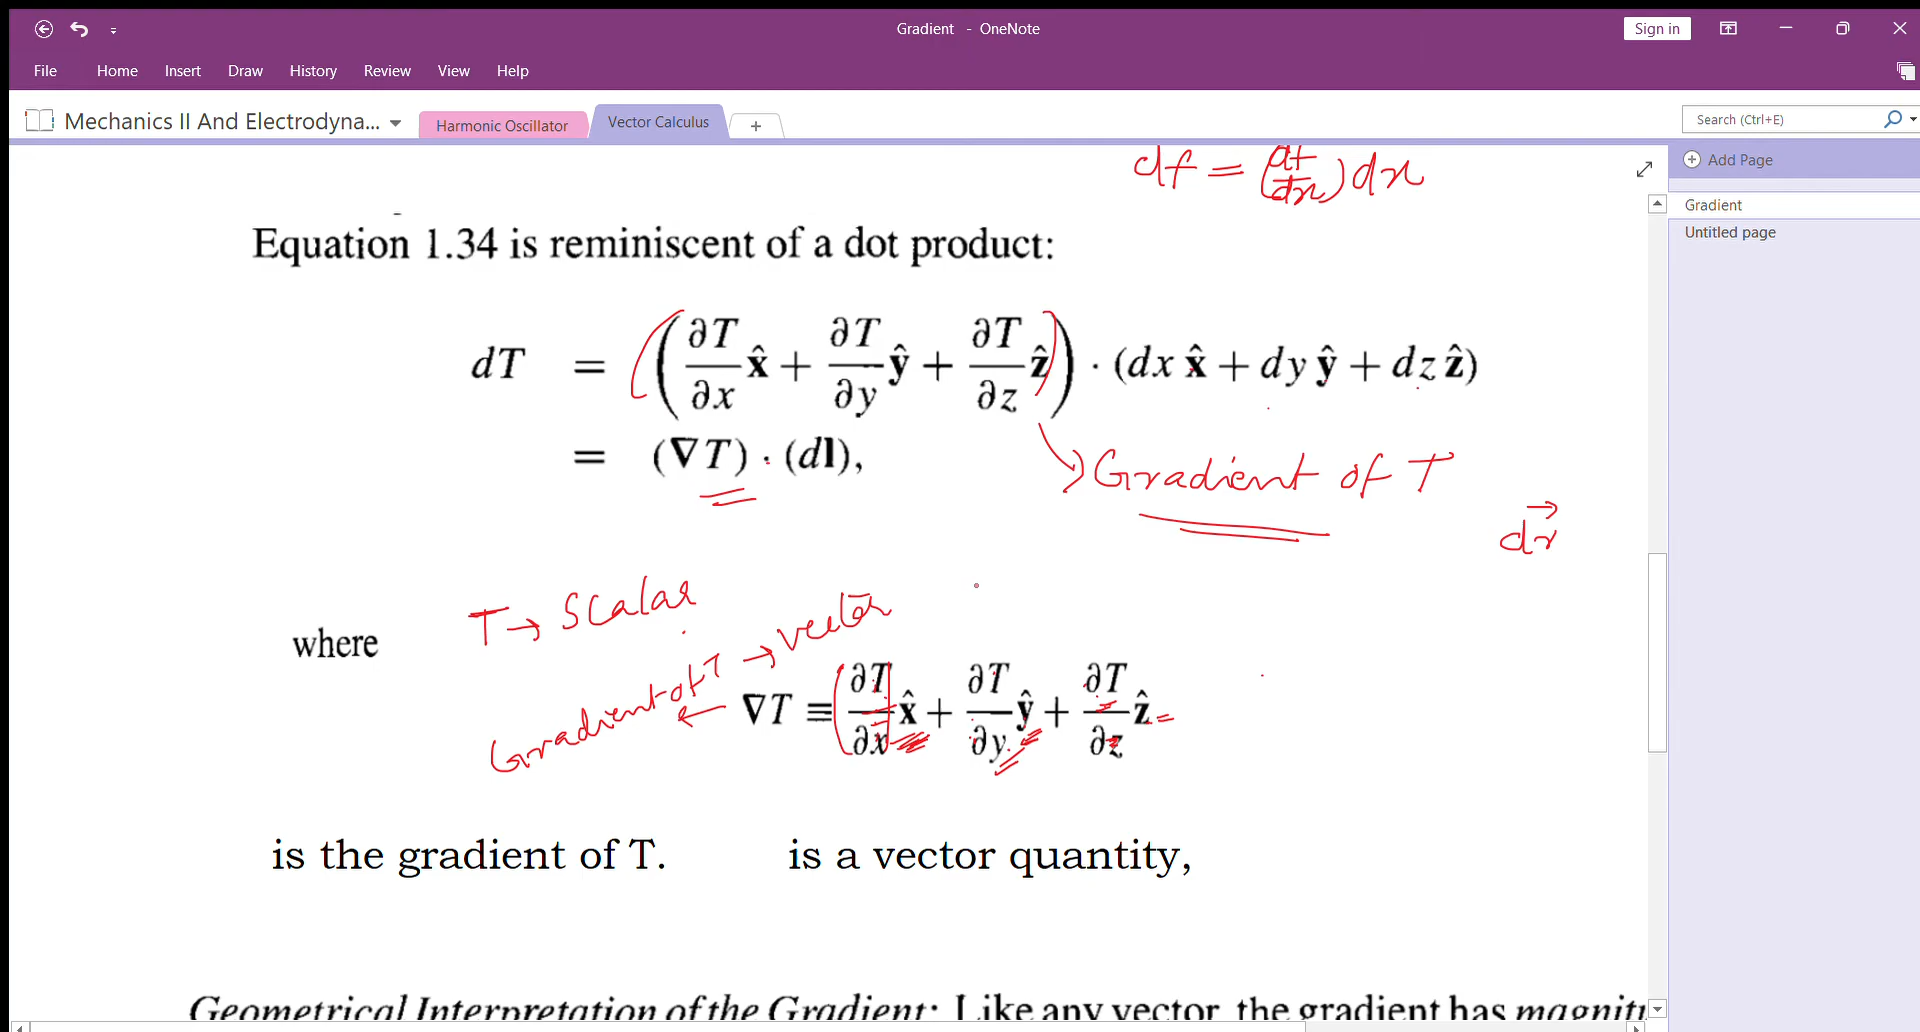 Gradient - OneNote
Sign in
File Home Insert Draw History Review View Help
Mechanics II And Electrodyna...
Harmonic Oscillator
Vector Calculus
+
Search (Ctrl+E)
Add Page
Gradient
Untitled page
df = (df/dx) dx
Equation 1.34 is reminiscent of a dot product:
dT = (∂T/∂x x̂ + ∂T/∂y ŷ + ∂T/∂z ẑ) · (dx x̂ + dy ŷ + dz ẑ)
= (∇T) · (dl),
→ Gradient of T
dr⃗
T → Scalar
where
Gradient of T → vector
∇T ≡ ∂T/∂x x̂ + ∂T/∂y ŷ + ∂T/∂z ẑ
is the gradient of T. is a vector quantity,
Geometrical Interpretation of the Gradient: Like any vector, the gradient has magnitu